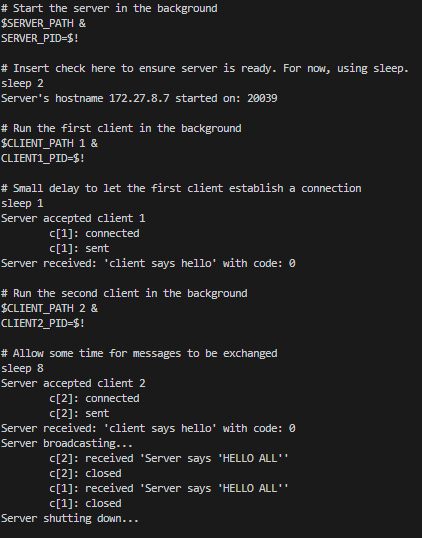 # Start the server in the background
$SERVER_PATH &
SERVER_PID=$!
# Insert check here to ensure server is ready. For now, using sleep.
sleep 2
Server's hostname 172.27.8.7 started on: 20039
# Run the first client in the background
$CLIENT_PATH 1 &
CLIENT1_PID=$!
# Small delay to let the first client establish a connection
sleep 1
Server accepted client 1
c[1]: connected
c[1]: sent
Server received: 'client says hello' with code: 0
# Run the second client in the background
$CLIENT_PATH 2 &
CLIENT2_PID=$!
# Allow some time for messages to be exchanged
sleep 8
Server accepted client 2
c[2]: connected
c[2]: sent
Server received: 'client says hello' with code: 0
Server broadcasting...
c[2]: received 'Server says 'HELLO ALL''
c[2]: closed
c[1]: received 'Server says 'HELLO ALL''
c[1]: closed
Server shutting down...